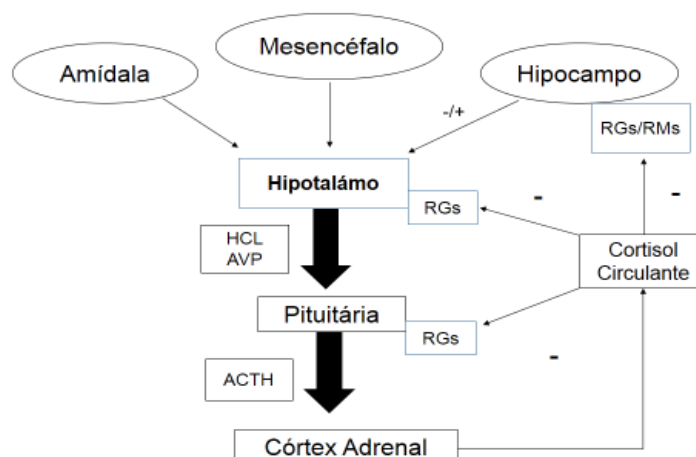 Mesencéfalo
Amídala
Hipocampo
-/+
RGs/RMs
Hipotalámo
RGs
-
-
HCL
AVP
Cortisol
Circulante
Pituitária
RGs
-
ACTH
Córtex Adrenal